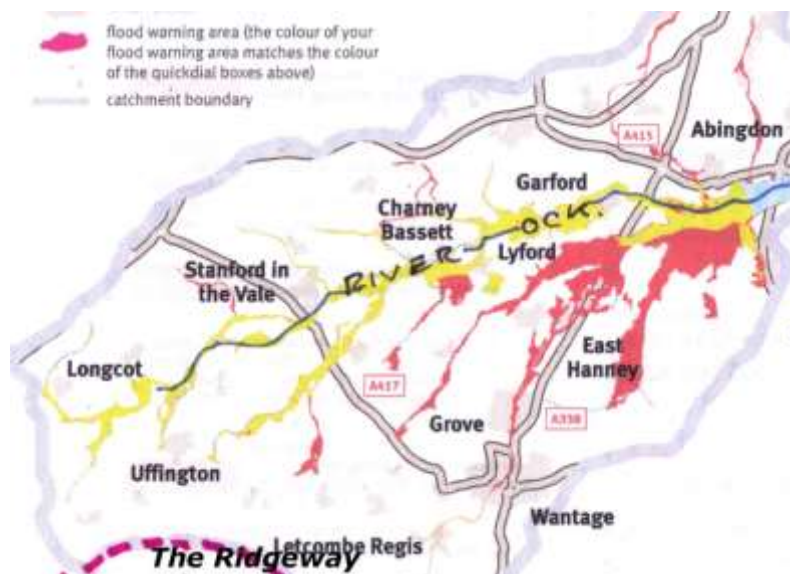 flood warning area (the colour of your
flood warning area matches the colour
of the quickdial boxes above)
catchment boundary
A415
Abingdon
Garford
Charney
Bassett
RIVER OCK.
Lyford
Stanford in
the Vale
Longcot
East
Hanney
A417
A338
Grove
Uffington
Wantage
Letcombe Regis
The Ridgeway